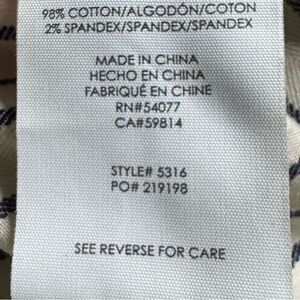 98% COTTON/ALGODÓN/COTON
2% SPANDEX/SPANDEX/SPANDEX
MADE IN CHINA
HECHO EN CHINA
FABRIQUÉ EN CHINE
RN#54077
CA#59814
STYLE# 5316
PO# 219198
SEE REVERSE FOR CARE